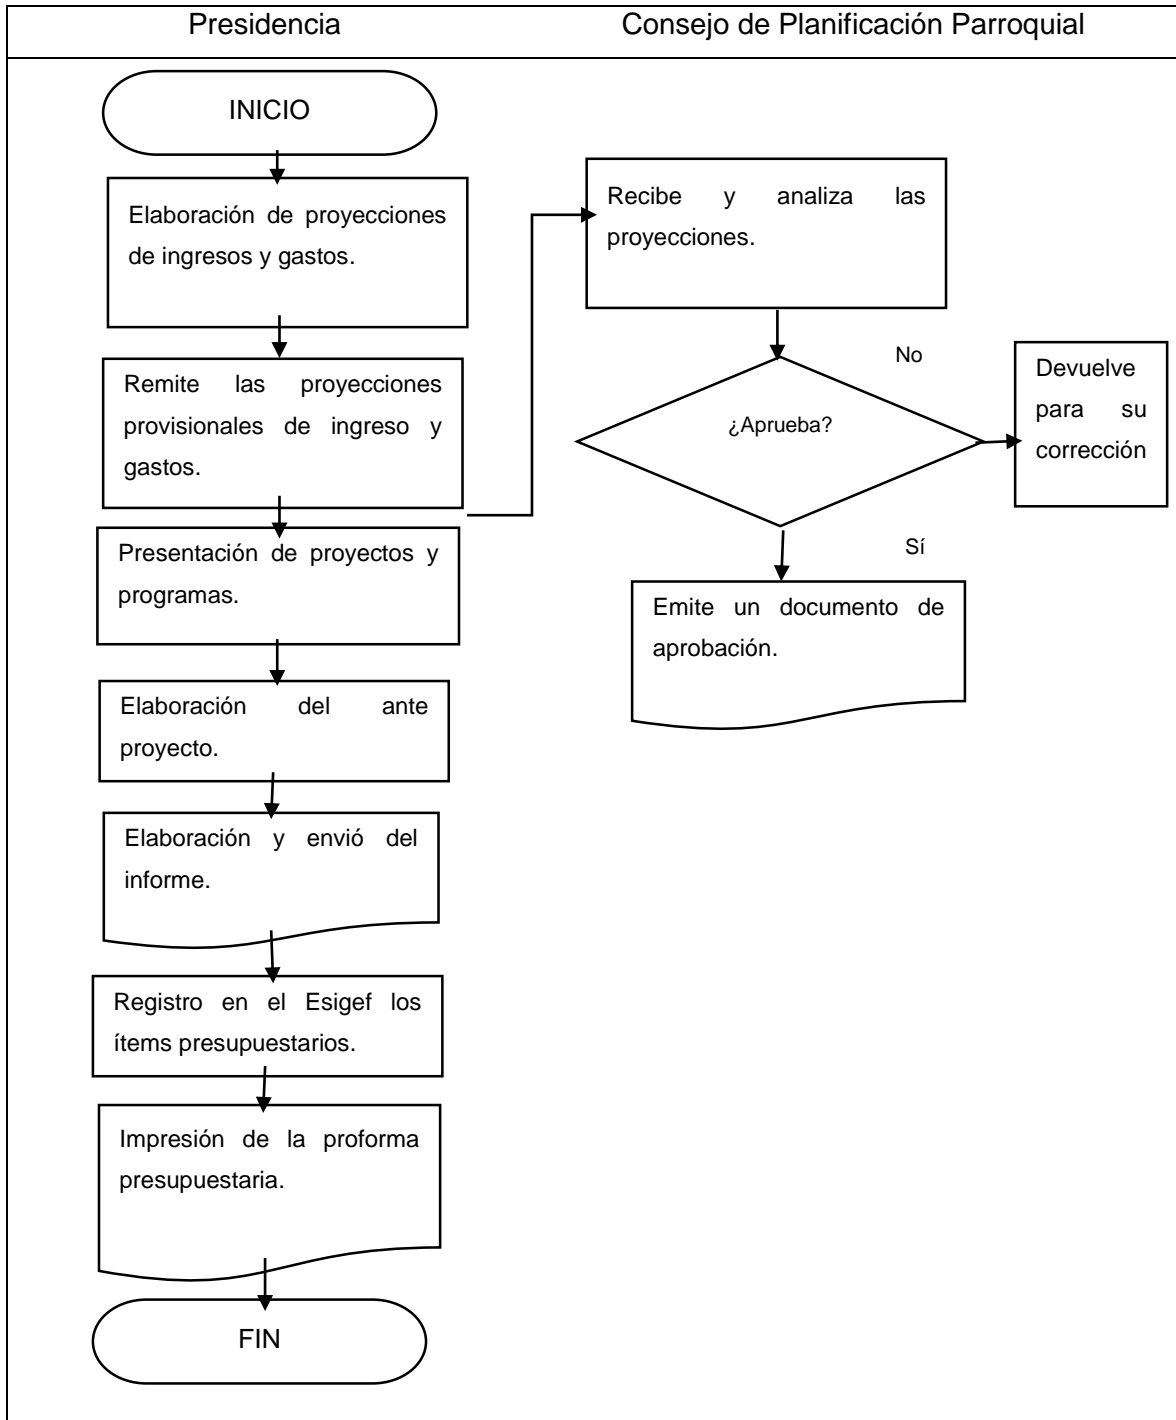 Presidencia
Consejo de Planificación Parroquial
INICIO
Elaboración de proyecciones
de ingresos y gastos.
Remite las proyecciones
provisionales de ingreso y
gastos.
Presentación de proyectos y
programas.
Elaboración del ante
proyecto.
Elaboración y envió del
informe.
Registro en el Esigef los
ítems presupuestarios.
Impresión de la proforma
presupuestaria.
FIN
Recibe y analiza las
proyecciones.
¿Aprueba?
No
Devuelve
para su
corrección
Sí
Emite un documento de
aprobación.